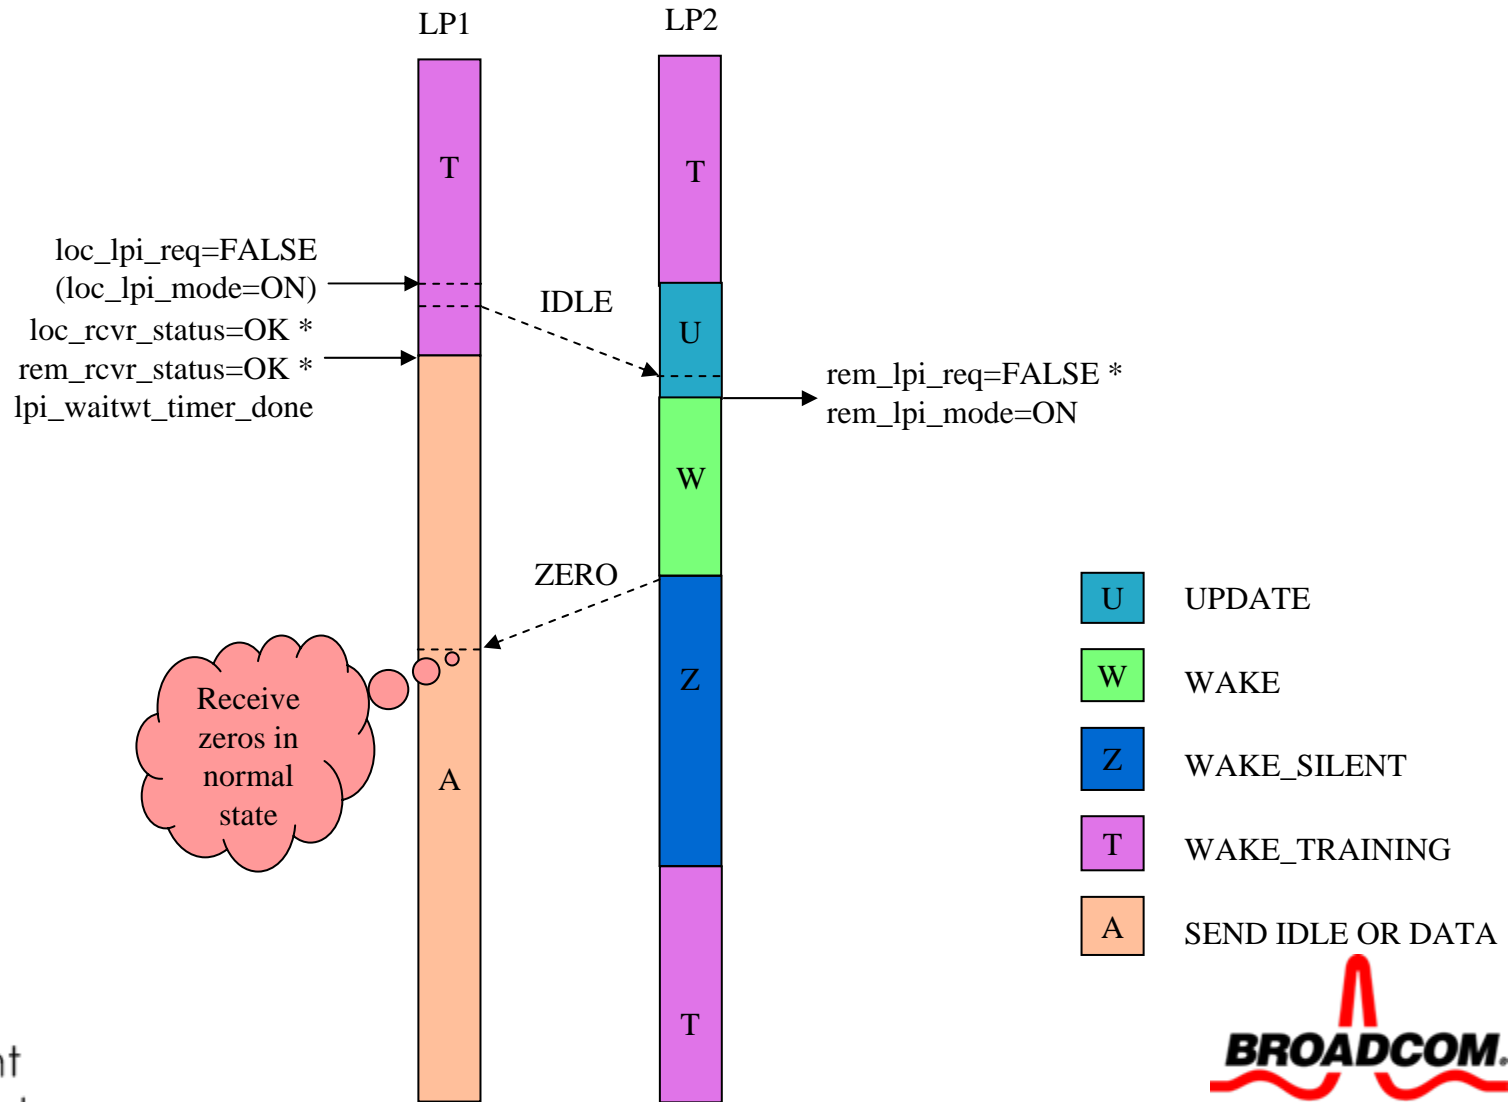 LP1
LP2
T
T
loc_lpi_req=FALSE
(loc_lpi_mode=ON)
IDLE
loc_rcvr_status=OK *
rem_rcvr_status=OK *
lpi_waitwt_timer_done
U
rem_lpi_req=FALSE *
rem_lpi_mode=ON
W
ZERO
Z
Receive
zeros in
normal
state
A
T
U UPDATE
W WAKE
Z WAKE_SILENT
T WAKE_TRAINING
A SEND IDLE OR DATA
BROADCOM.